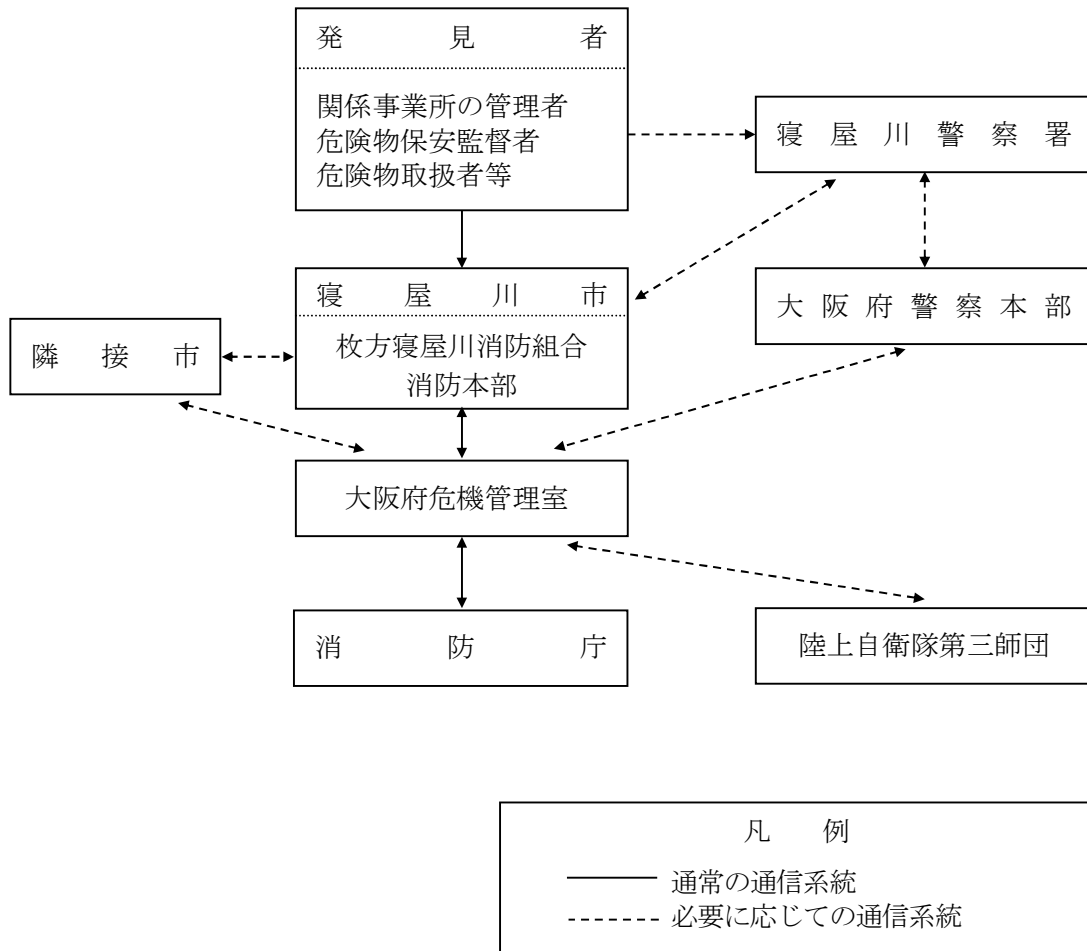 発見者
関係事業所の管理者
危険物保安監督者
危険物取扱者等
寝屋川警察署
寝屋川市
枚方寝屋川消防組合
消防本部
大阪府警察本部
隣接市
大阪府危機管理室
消防庁
陸上自衛隊第三師団
凡例
通常の通信系統
必要に応じての通信系統